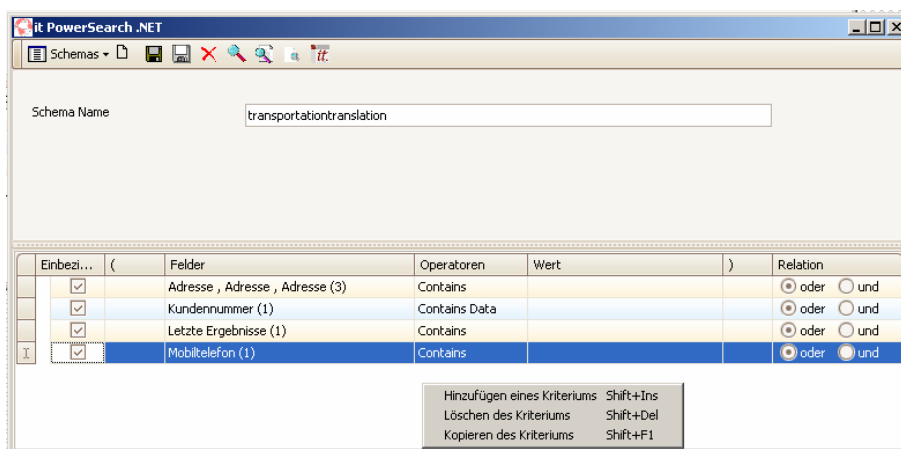 it PowerSearch .NET
Schemas
Schema Name transportationtranslation
Einbezi... ( Felder Operatoren Wert ) Relation
Adresse , Adresse , Adresse (3) Contains oder und
Kundennummer (1) Contains Data oder und
Letzte Ergebnisse (1) Contains oder und
Mobiltelefon (1) Contains oder und
Hinzufügen eines Kriteriums Shift+Ins
Löschen des Kriteriums Shift+Del
Kopieren des Kriteriums Shift+F1